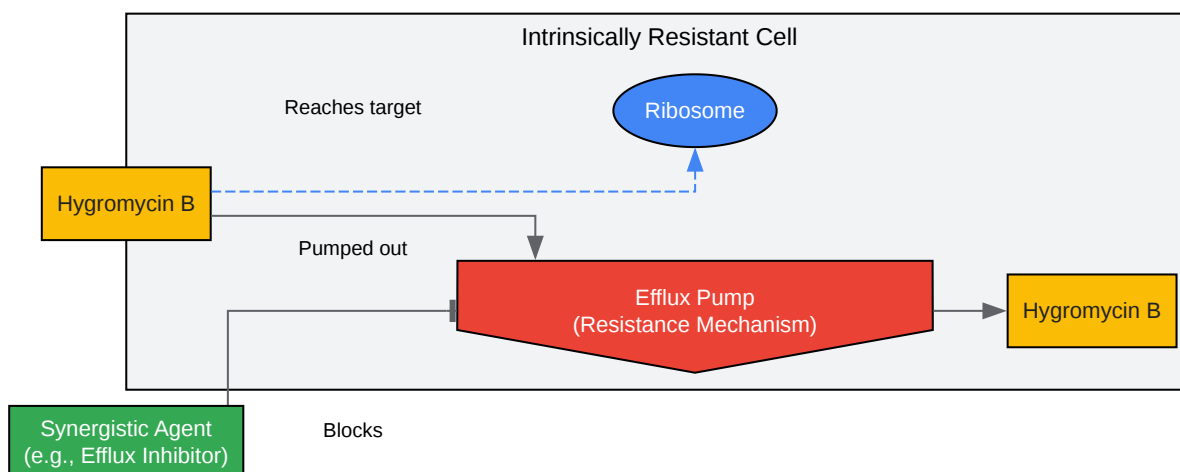 Intrinsically Resistant Cell
Reaches target
Ribosome
Hygromycin B
Pumped out
Efflux Pump
(Resistance Mechanism)
Hygromycin B
Synergistic Agent
(e.g., Efflux Inhibitor)
Blocks